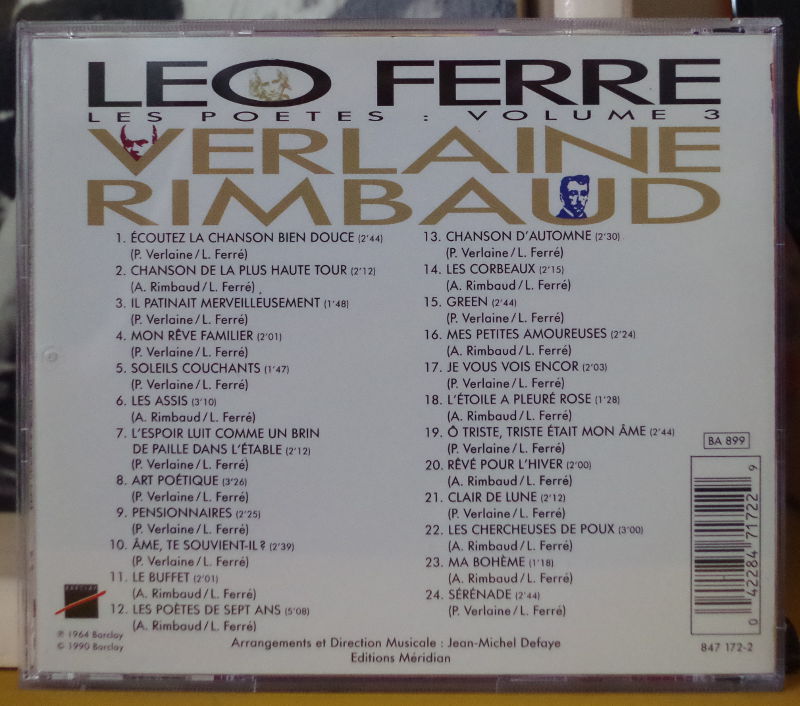 LEO FERRE
LES POETES : VOLUME 3
VERLAINE
RIMBAUD
1. ÉCOUTEZ LA CHANSON BIEN DOUCE (2'44)
(P. Verlaine/L. Ferré)
2. CHANSON DE LA PLUS HAUTE TOUR (2'12)
(A. Rimbaud/L. Ferré)
3. IL PATINAIT MERVEILLEUSEMENT (1'48)
(P. Verlaine/L. Ferré)
4. MON RÊVE FAMILIER (2'01)
(P. Verlaine/L. Ferré)
5. SOLEILS COUCHANTS (1'47)
(P. Verlaine/L. Ferré)
6. LES ASSIS (3'10)
(A. Rimbaud/L. Ferré)
7. L'ESPOIR LUIT COMME UN BRIN
DE PAILLE DANS L'ÉTABLE (2'12)
(P. Verlaine/L. Ferré)
8. ART POÉTIQUE (3'26)
(P. Verlaine/L. Ferré)
9. PENSIONNAIRES (2'25)
(P. Verlaine/L. Ferré)
10. ÂME, TE SOUVIENT-IL? (2'39)
(P. Verlaine/L. Ferré)
11. LE BUFFET (2'01)
(A. Rimbaud/L. Ferré)
12. LES POÈTES DE SEPT ANS (5'08)
(A. Rimbaud/L. Ferré)
13. CHANSON D'AUTOMNE (2'30)
(P. Verlaine/L. Ferré)
14. LES CORBEAUX (2'15)
(A. Rimbaud/L. Ferré)
15. GREEN (2'44)
(P. Verlaine/L. Ferré)
16. MES PETITES AMOUREUSES (2'24)
(A. Rimbaud/L. Ferré)
17. JE VOUS VOIS ENCOR (2'03)
(P. Verlaine/L. Ferré)
18. L'ÉTOILE A PLEURÉ ROSE (1'28)
(A. Rimbaud/L. Ferré)
19. Ô TRISTE, TRISTE ÉTAIT MON ÂME (2'44)
(P. Verlaine/L. Ferré)
20. RÊVÉ POUR L'HIVER (2'00)
(A. Rimbaud/L. Ferré)
21. CLAIR DE LUNE (2'12)
(P. Verlaine/L. Ferré)
22. LES CHERCHEUSES DE POUX (3'00)
(A. Rimbaud/L. Ferré)
23. MA BOHÈME (1'18)
(A. Rimbaud/L. Ferré)
24. SÉRÉNADE (2'44)
(P. Verlaine/L. Ferré)
BA 899
0 42284 71722 9
847 172-2
BARCLAY
℗ 1964 Barclay
© 1990 Barclay
Arrangements et Direction Musicale : Jean-Michel Defaye
Editions Méridian